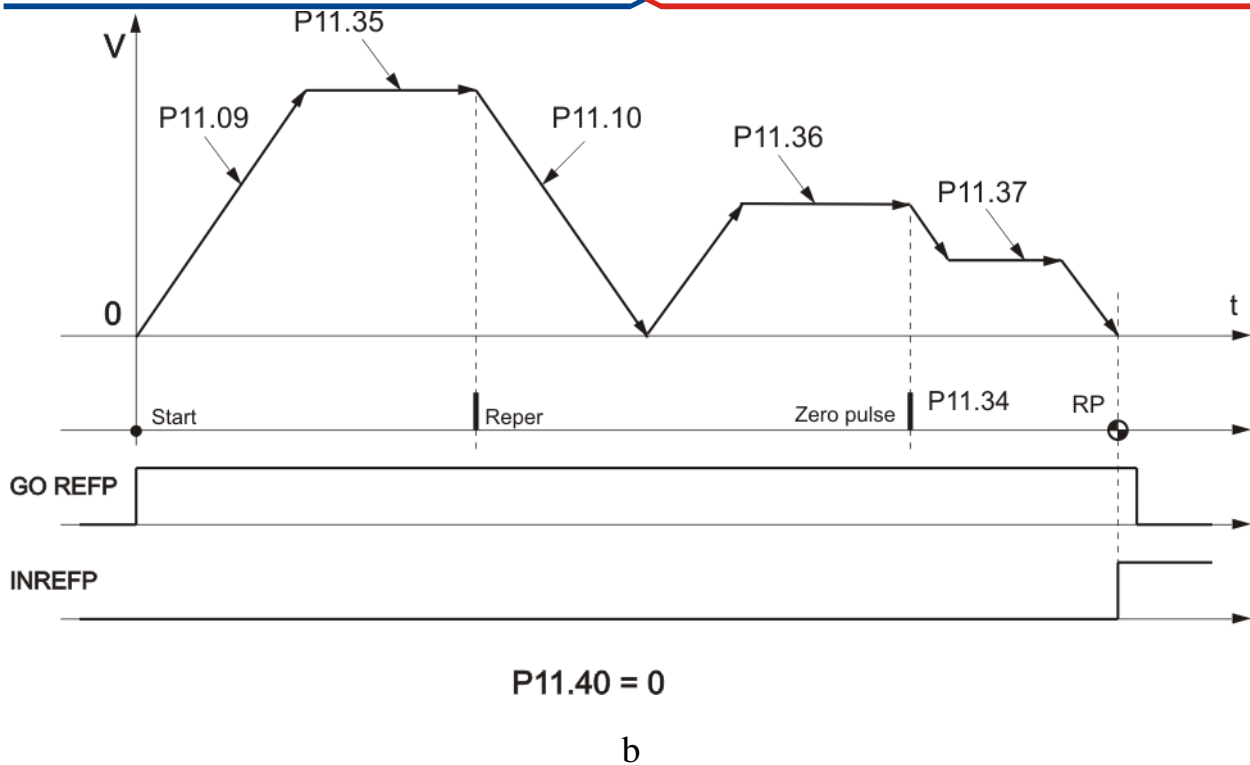 P11.35
V
P11.09
P11.10
P11.36
P11.37
0
t
Start
Reper
Zero pulse
P11.34
RP
GO REFP
INREFP
P11.40 = 0
b